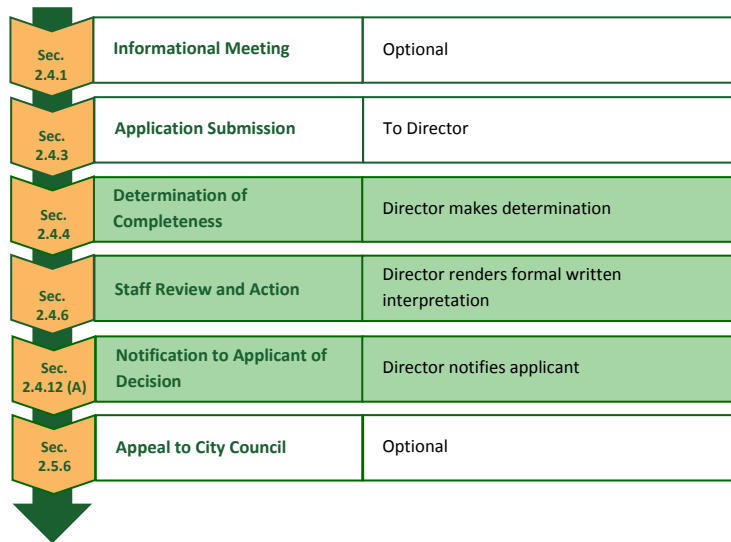 Sec.
2.4.1
Informational Meeting
Optional
Sec.
2.4.3
Application Submission
To Director
Sec.
2.4.4
Determination of
Completeness
Director makes determination
Sec.
2.4.6
Staff Review and Action
Director renders formal written
interpretation
Sec.
2.4.12 (A)
Notification to Applicant of
Decision
Director notifies applicant
Sec.
2.5.6
Appeal to City Council
Optional